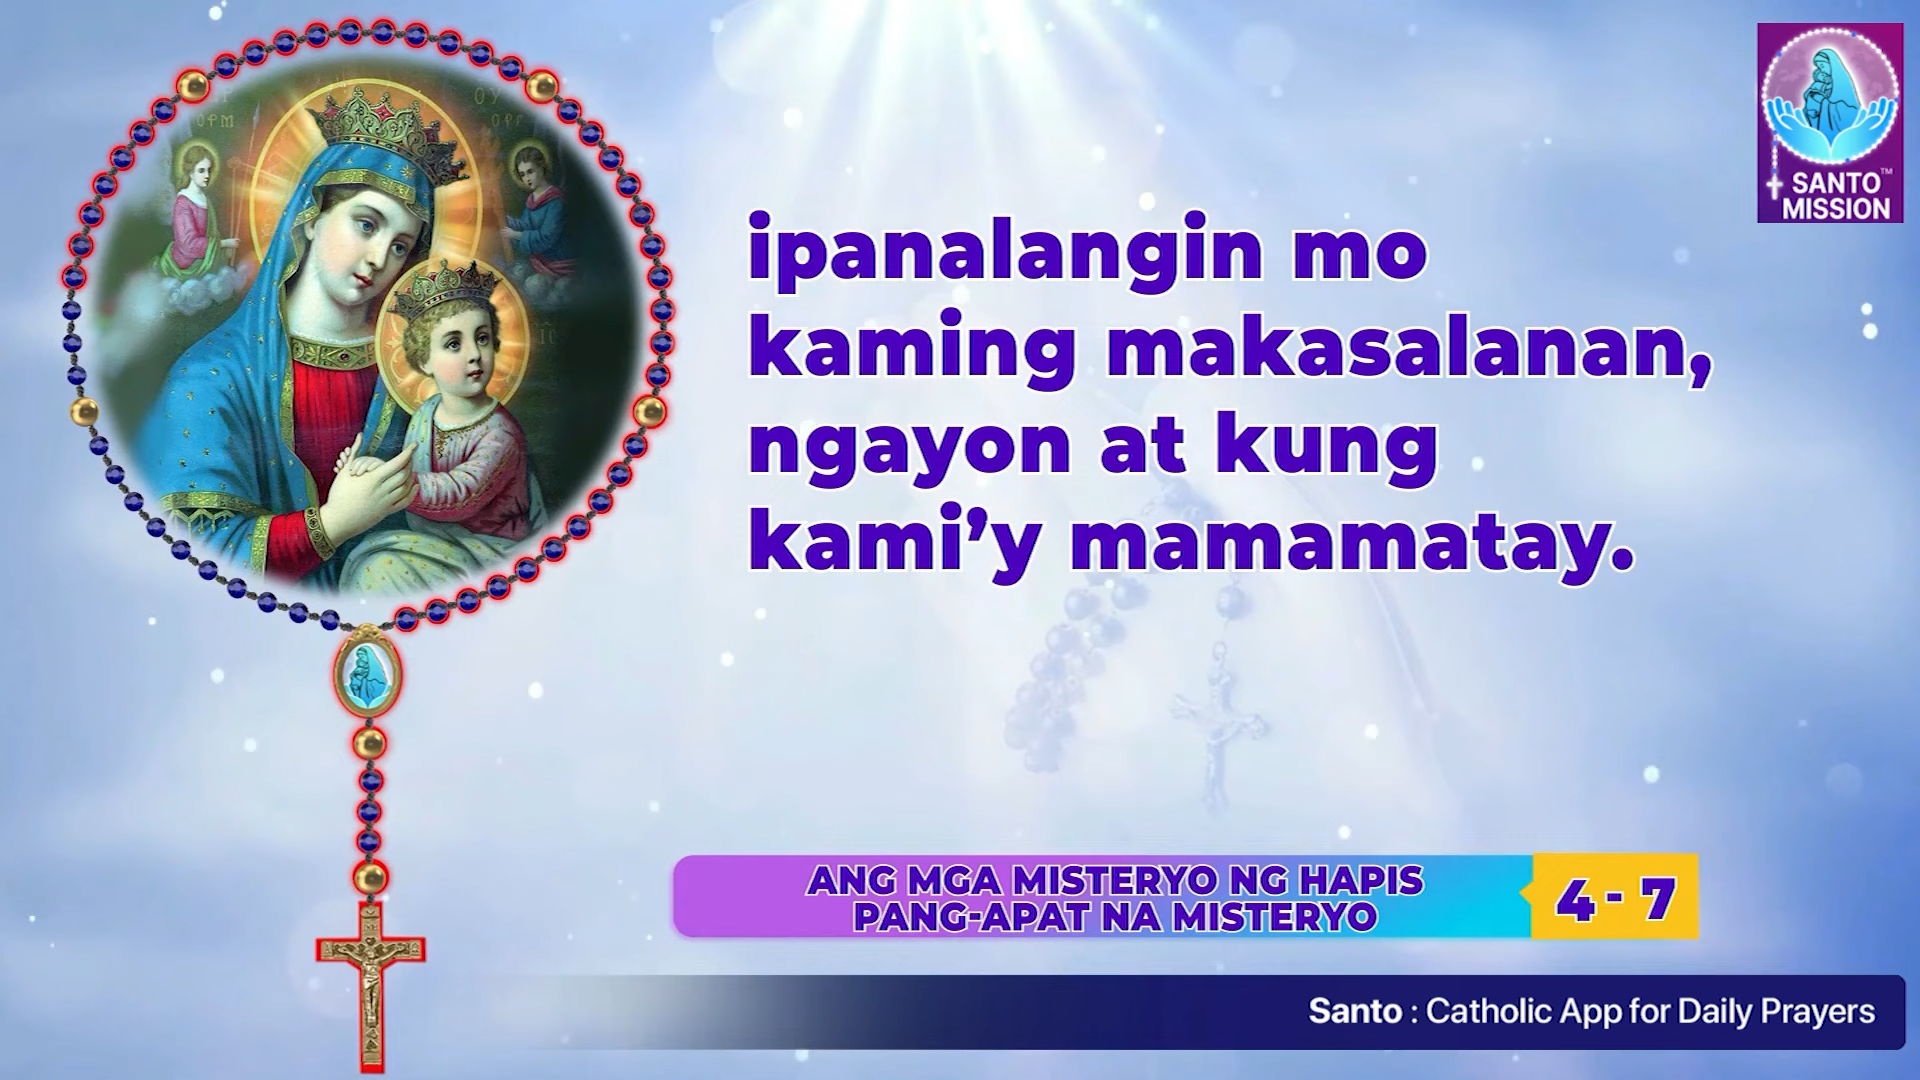 SANTO™
MISSION
ipanalangin mo
kaming makasalanan,
ngayon at kung
kami’y mamamatay.
ANG MGA MISTERYO NG HAPIS
PANG-APAT NA MISTERYO
4 - 7
Santo : Catholic App for Daily Prayers